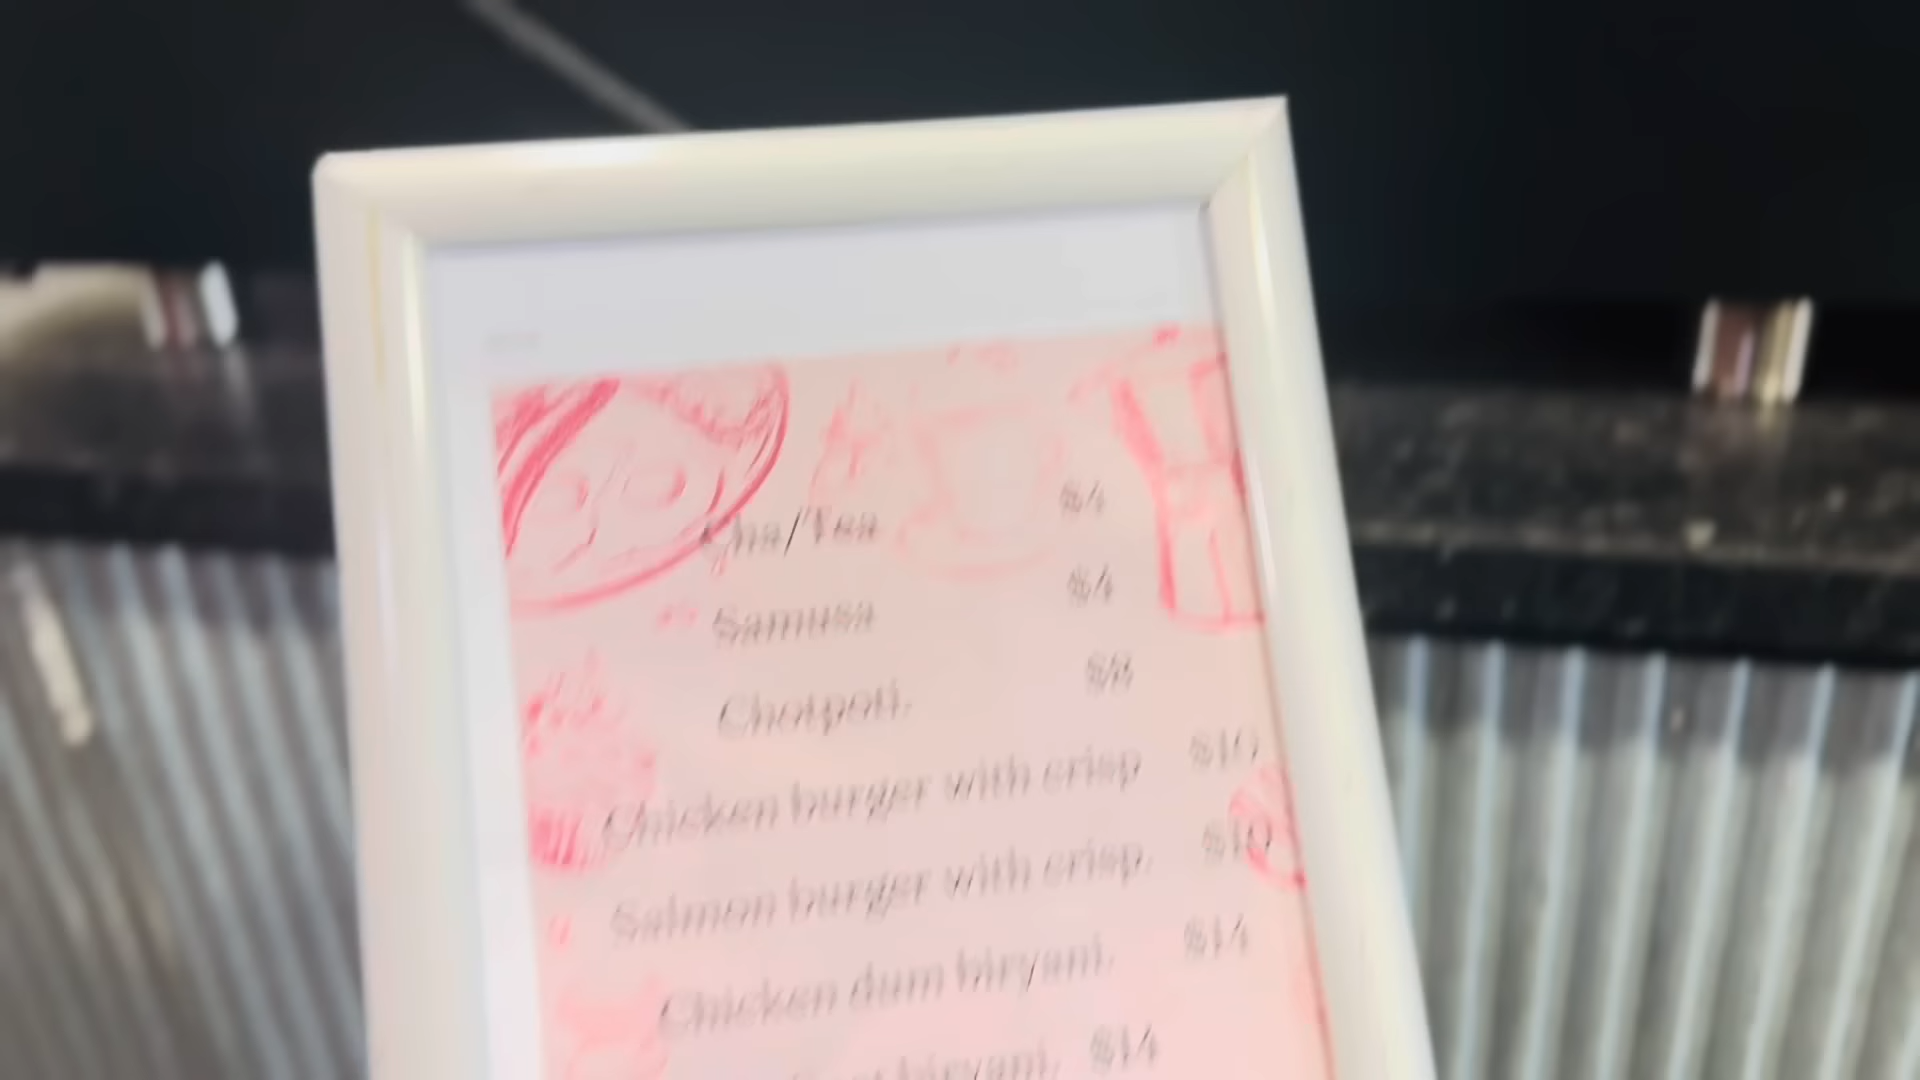 Cha/Tea $4
Samusa $4
Chotpoti. $8
Chicken burger with crisp $10
Salmon burger with crisp. $10
Chicken dum biryani. $14
biryani. $14